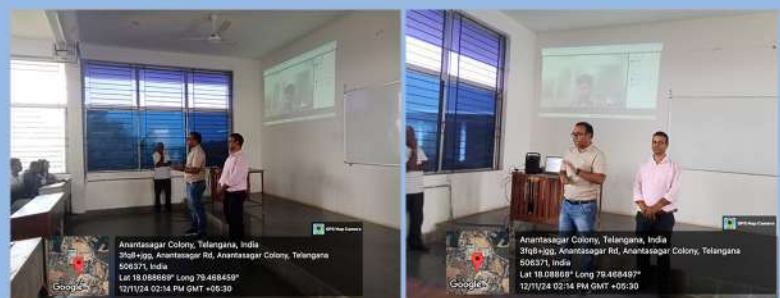 GPS Map Camera
Anantasagar Colony, Telangana, India
3fq8+jgg, Anantasagar Rd, Anantasagar Colony, Telangana
506371, India
Lat 18.088669° Long 79.468459°
12/11/24 02:14 PM GMT +05:30
Google
GPS Map Camera
Anantasagar Colony, Telangana, India
3fq8+jgg, Anantasagar Rd, Anantasagar Colony, Telangana
506371, India
Lat 18.08868° Long 79.468497°
12/11/24 02:14 PM GMT +05:30
Google